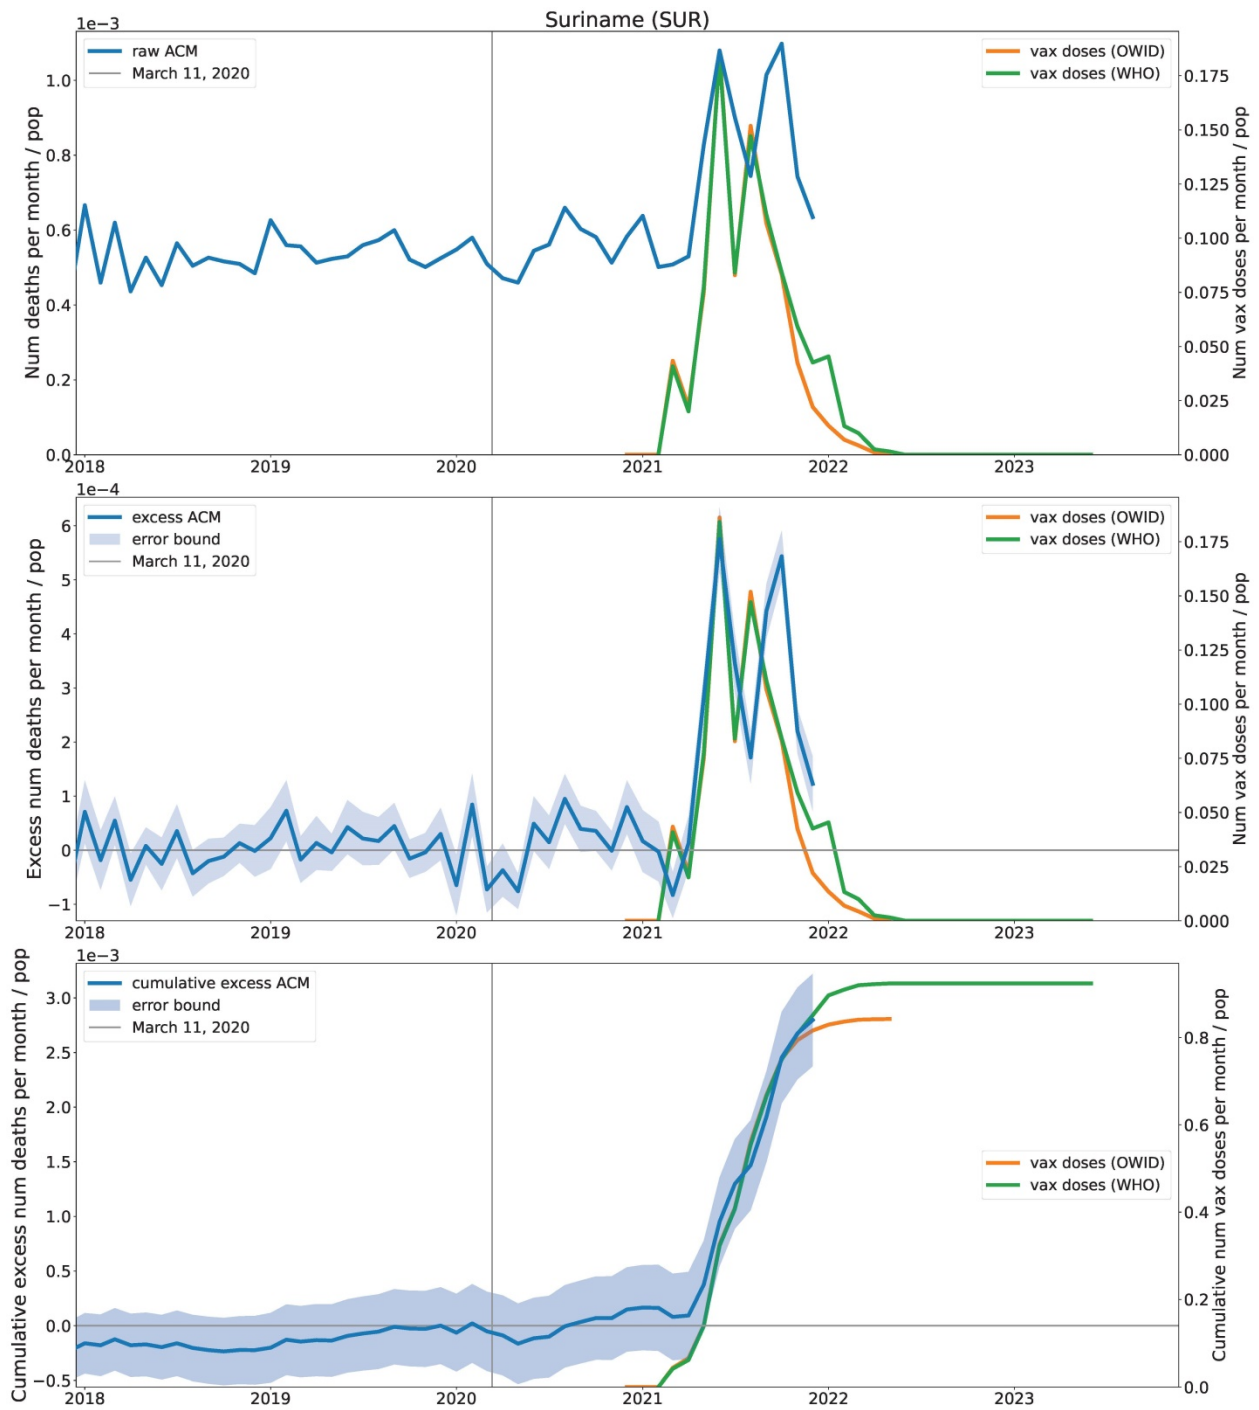 Suriname (SUR)
1e−3
raw ACM
March 11, 2020
vax doses (OWID)
vax doses (WHO)
Num deaths per month / pop
1.0
0.8
0.6
0.4
0.2
0.0
Num vax doses per month / pop
0.175
0.150
0.125
0.100
0.075
0.050
0.025
0.000
2018 2019 2020 2021 2022 2023
1e−4
excess ACM
error bound
March 11, 2020
vax doses (OWID)
vax doses (WHO)
Excess num deaths per month / pop
6
5
4
3
2
1
0
−1
Num vax doses per month / pop
0.175
0.150
0.125
0.100
0.075
0.050
0.025
0.000
2018 2019 2020 2021 2022 2023
1e−3
cumulative excess ACM
error bound
March 11, 2020
vax doses (OWID)
vax doses (WHO)
Cumulative excess num deaths per month / pop
3.0
2.5
2.0
1.5
1.0
0.5
0.0
−0.5
Cumulative num vax doses per month / pop
0.8
0.6
0.4
0.2
0.0
2018 2019 2020 2021 2022 2023